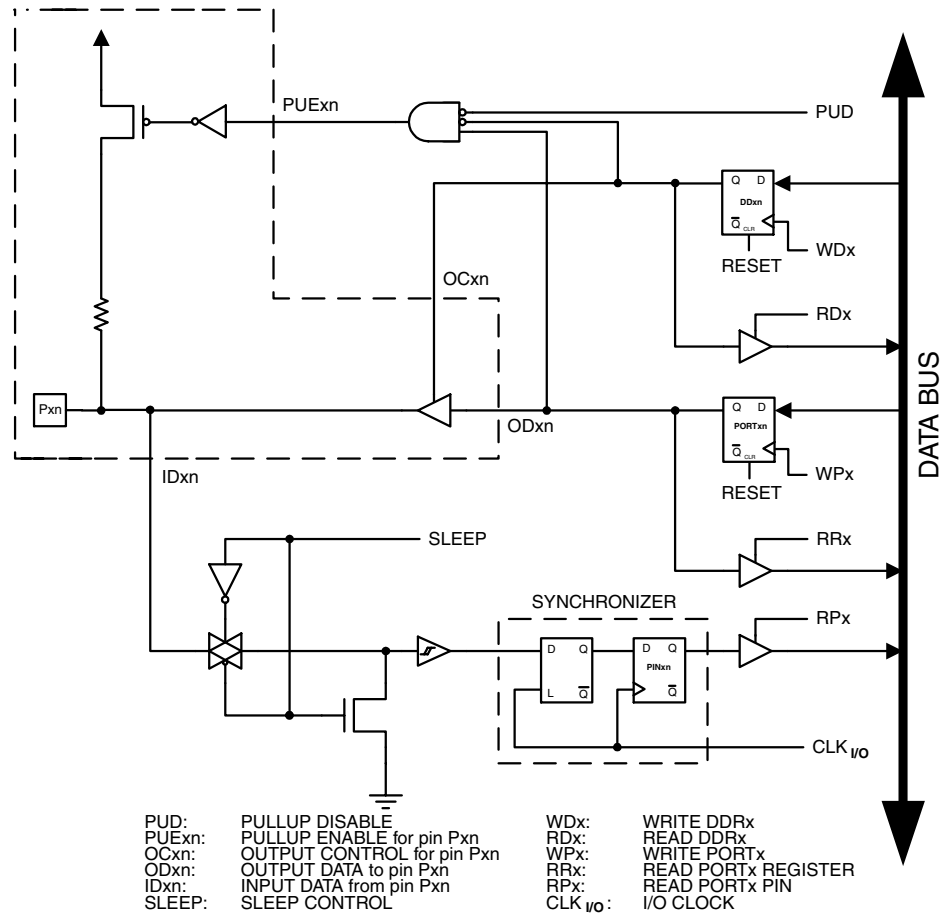 PUExn
PUD
Q D
DDxn
Q CLR
WDx
RESET
OCxn
RDx
Pxn
ODxn
Q D
PORTxn
Q CLR
IDxn
WPx
RESET
DATA BUS
SLEEP
RRx
SYNCHRONIZER
RPx
D Q
D Q
PINxn
L Q
Q
CLK I/O
PUD: PULLUP DISABLE
PUExn: PULLUP ENABLE for pin Pxn
OCxn: OUTPUT CONTROL for pin Pxn
ODxn: OUTPUT DATA to pin Pxn
IDxn: INPUT DATA from pin Pxn
SLEEP: SLEEP CONTROL
WDx: WRITE DDRx
RDx: READ DDRx
WPx: WRITE PORTx
RRx: READ PORTx REGISTER
RPx: READ PORTx PIN
CLK I/O: I/O CLOCK